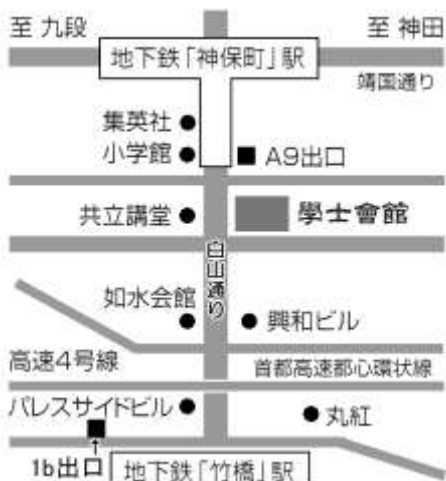 至 九段
至 神田
地下鉄「神保町」駅
靖国通り
集英社
小学館
A9出口
共立講堂
學士會館
白山通り
如水会館
興和ビル
高速4号線
首都高速都心環状線
パレスサイドビル
丸紅
1b出口
地下鉄「竹橋」駅